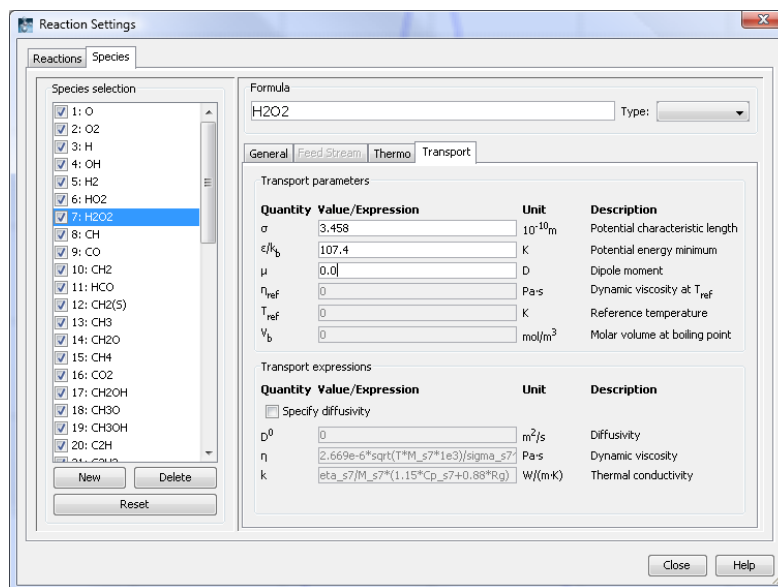 Reaction Settings
Reactions Species
Species selection
1: O
2: O2
3: H
4: OH
5: H2
6: HO2
7: H2O2
8: CH
9: CO
10: CH2
11: HCO
12: CH2(S)
13: CH3
14: CH2O
15: CH4
16: CO2
17: CH2OH
18: CH3O
19: CH3OH
20: C2H
New Delete
Reset
Formula
H2O2 Type:
General Feed Stream Thermo Transport
Transport parameters
Quantity Value/Expression Unit Description
σ 3.458 10⁻¹⁰m Potential characteristic length
ε/k_b 107.4 K Potential energy minimum
μ 0.0 D Dipole moment
η_ref 0 Pa·s Dynamic viscosity at T_ref
T_ref 0 K Reference temperature
V_b 0 mol/m³ Molar volume at boiling point
Transport expressions
Quantity Value/Expression Unit Description
Specify diffusivity
D⁰ 0 m²/s Diffusivity
η 2.669e-6*sqrt(T*M_s7*1e3)/sigma_s7 Pa·s Dynamic viscosity
k eta_s7/M_s7*(1.15*Cp_s7+0.88*Rg) W/(m·K) Thermal conductivity
Close Help